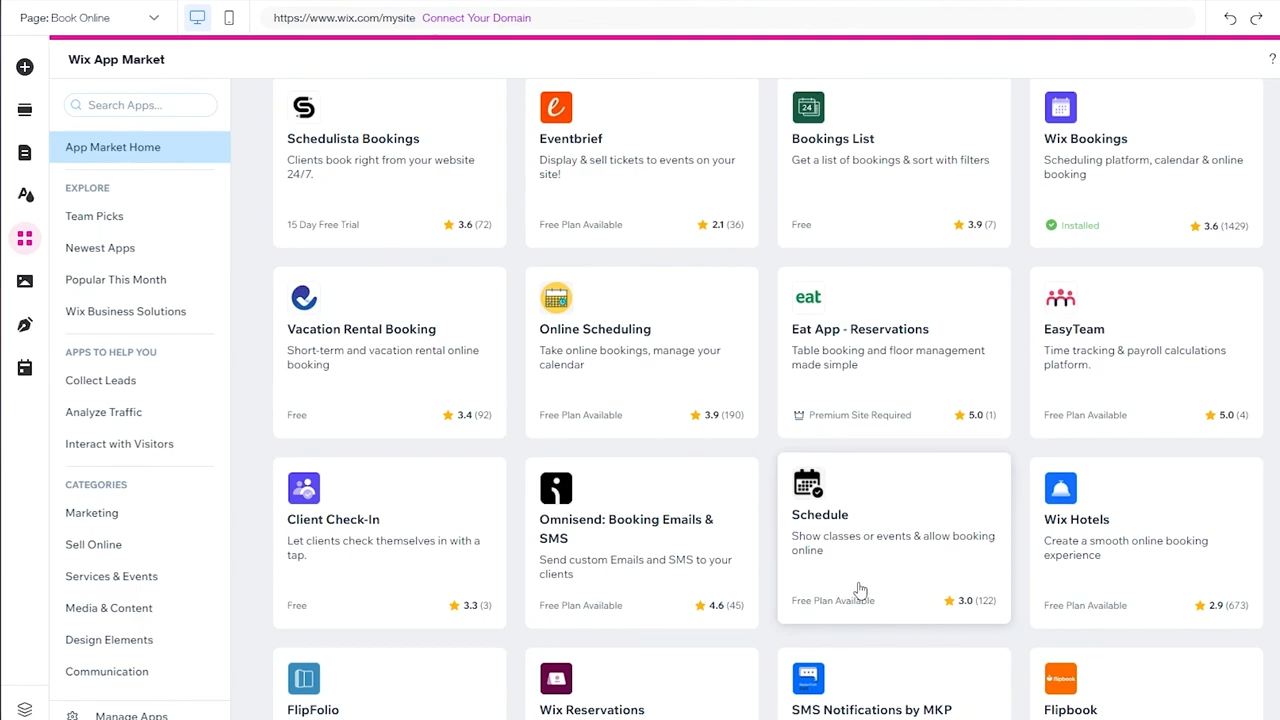 Page: Book Online
https://www.wix.com/mysite Connect Your Domain
Wix App Market
?
Search Apps...
App Market Home
EXPLORE
Team Picks
Newest Apps
Popular This Month
Wix Business Solutions
APPS TO HELP YOU
Collect Leads
Analyze Traffic
Interact with Visitors
CATEGORIES
Marketing
Sell Online
Services & Events
Media & Content
Design Elements
Communication
Manage Apps
Schedulista Bookings
Clients book right from your website
24/7.
15 Day Free Trial 3.6 (72)
Eventbrief
Display & sell tickets to events on your
site!
Free Plan Available 2.1 (36)
24
Bookings List
Get a list of bookings & sort with filters
Free 3.9 (7)
Wix Bookings
Scheduling platform, calendar & online
booking
Installed 3.6 (1429)
Vacation Rental Booking
Short-term and vacation rental online
booking
Free 3.4 (92)
Online Scheduling
Take online bookings, manage your
calendar
Free Plan Available 3.9 (190)
eat
Eat App - Reservations
Table booking and floor management
made simple
Premium Site Required 5.0 (1)
EasyTeam
Time tracking & payroll calculations
platform.
Free Plan Available 5.0 (4)
Client Check-In
Let clients check themselves in with a
tap.
Free 3.3 (3)
Omnisend: Booking Emails &
SMS
Send custom Emails and SMS to your
clients
Free Plan Available 4.6 (45)
Schedule
Show classes or events & allow booking
online
Free Plan Available 3.0 (122)
Wix Hotels
Create a smooth online booking
experience
Free Plan Available 2.9 (673)
FlipFolio
Wix Reservations
SMS Notifications by MKP
flipbook
Flipbook